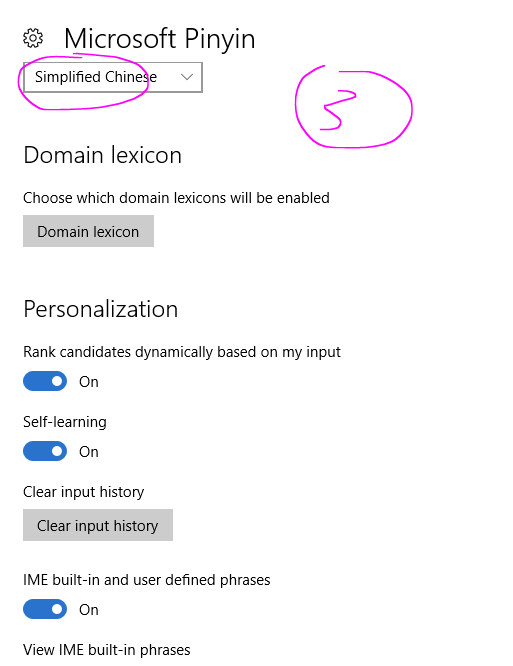 Microsoft Pinyin
Simplified Chinese
3
Domain lexicon
Choose which domain lexicons will be enabled
Domain lexicon
Personalization
Rank candidates dynamically based on my input
On
Self-learning
On
Clear input history
Clear input history
IME built-in and user defined phrases
On
View IME built-in phrases